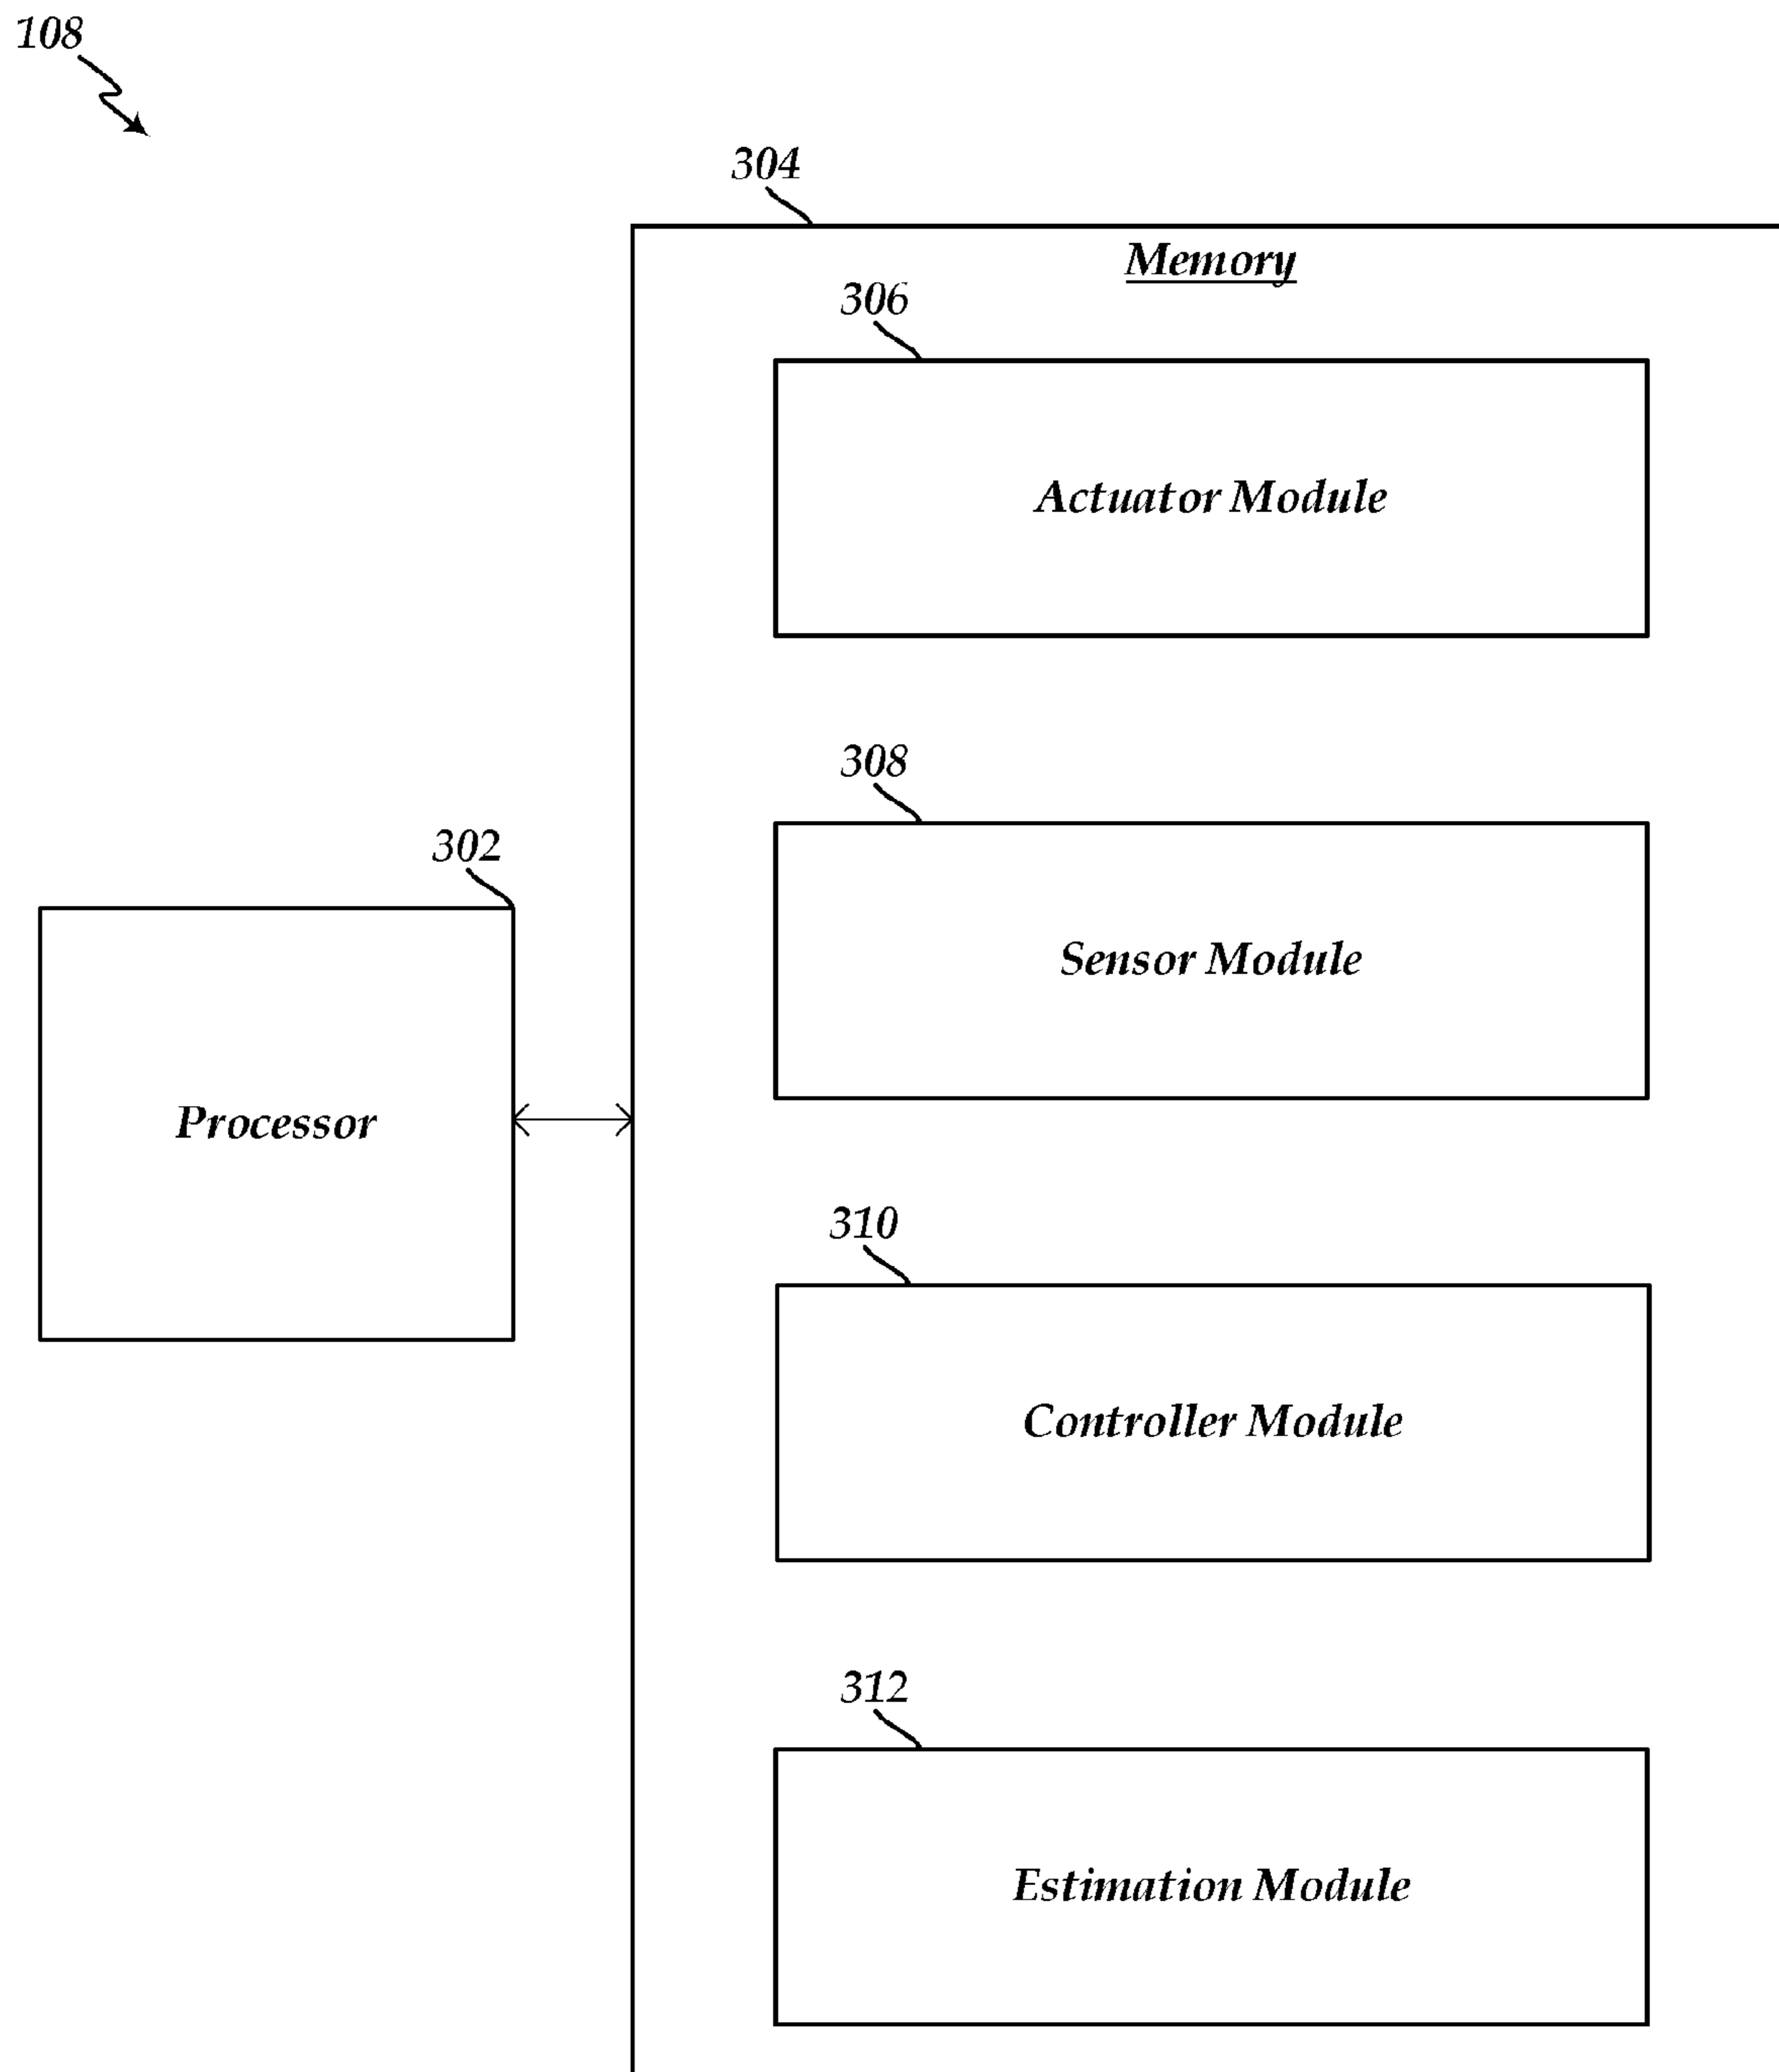 108
304
Memory
306
Actuator Module
308
Sensor Module
302
Processor
310
Controller Module
312
Estimation Module